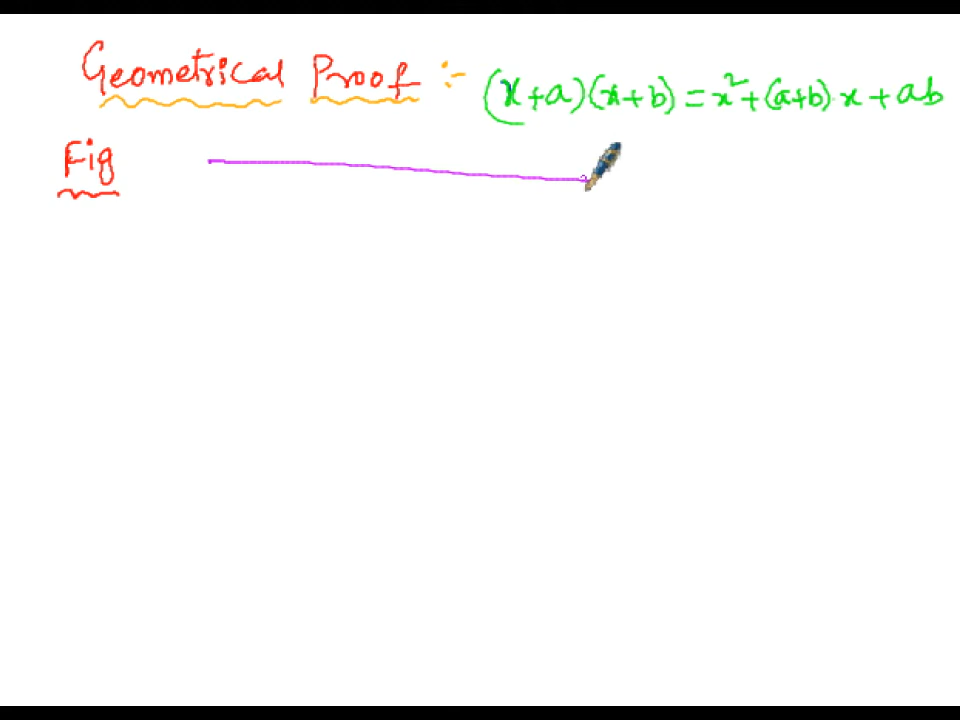 Geometrical Proof :- (x+a)(x+b) = x²+(a+b)x+ab
Fig